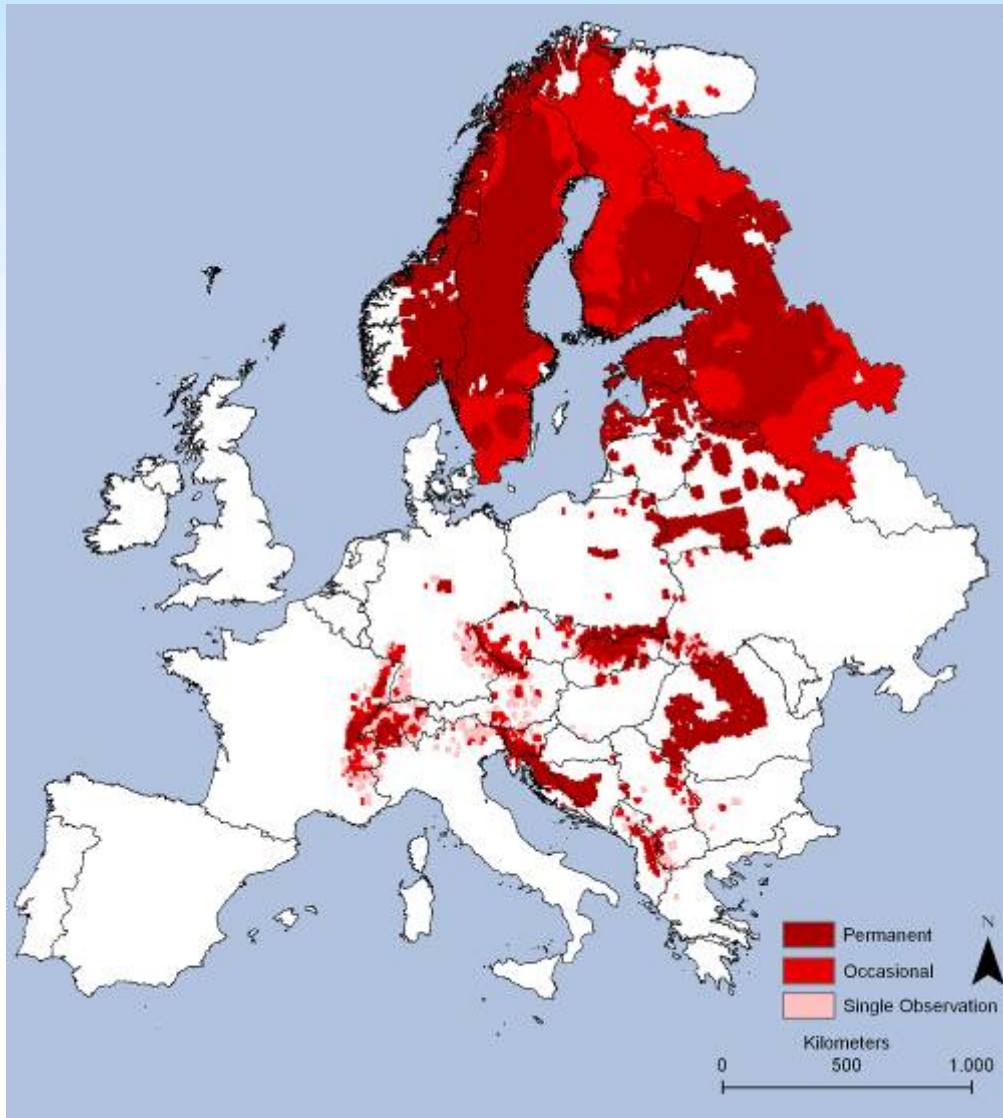 Permanent
N
Occasional
Single Observation
Kilometers
0 500 1.000